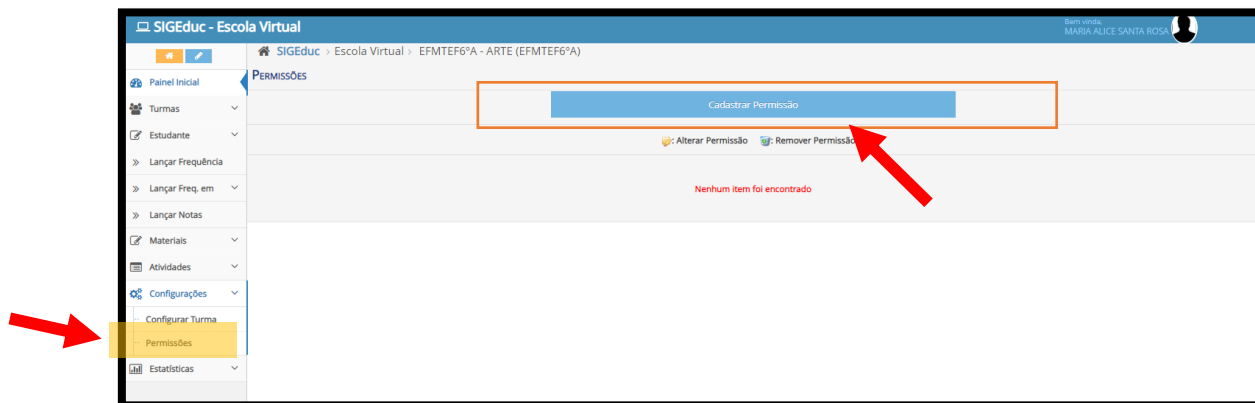 SIGEduc - Escola Virtual
Bem vinda,
MARIA ALICE SANTA ROSA
SIGEduc > Escola Virtual > EFMTEF6ºA - ARTE (EFMTEF6ºA)
Painel Inicial
Turmas
Estudante
Lançar Frequência
Lançar Freq. em
Lançar Notas
Materiais
Atividades
Configurações
Configurar Turma
Permissões
Estatísticas
PERMISSÕES
Cadastrar Permissão
: Alterar Permissão : Remover Permissão
Nenhum item foi encontrado